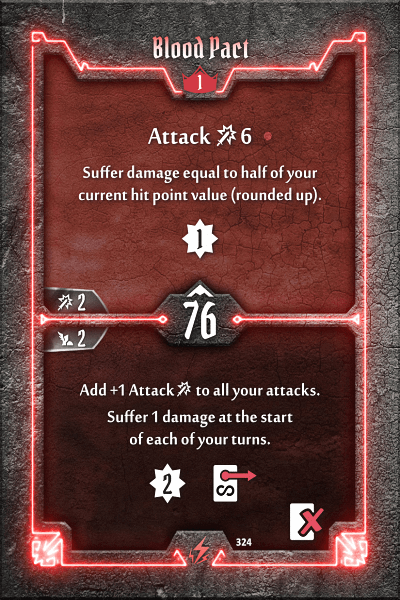 Blood Pact
1
Attack 6
Suffer damage equal to half of your
current hit point value (rounded up).
1
2
76
2
Add +1 Attack to all your attacks.
Suffer 1 damage at the start
of each of your turns.
2
324